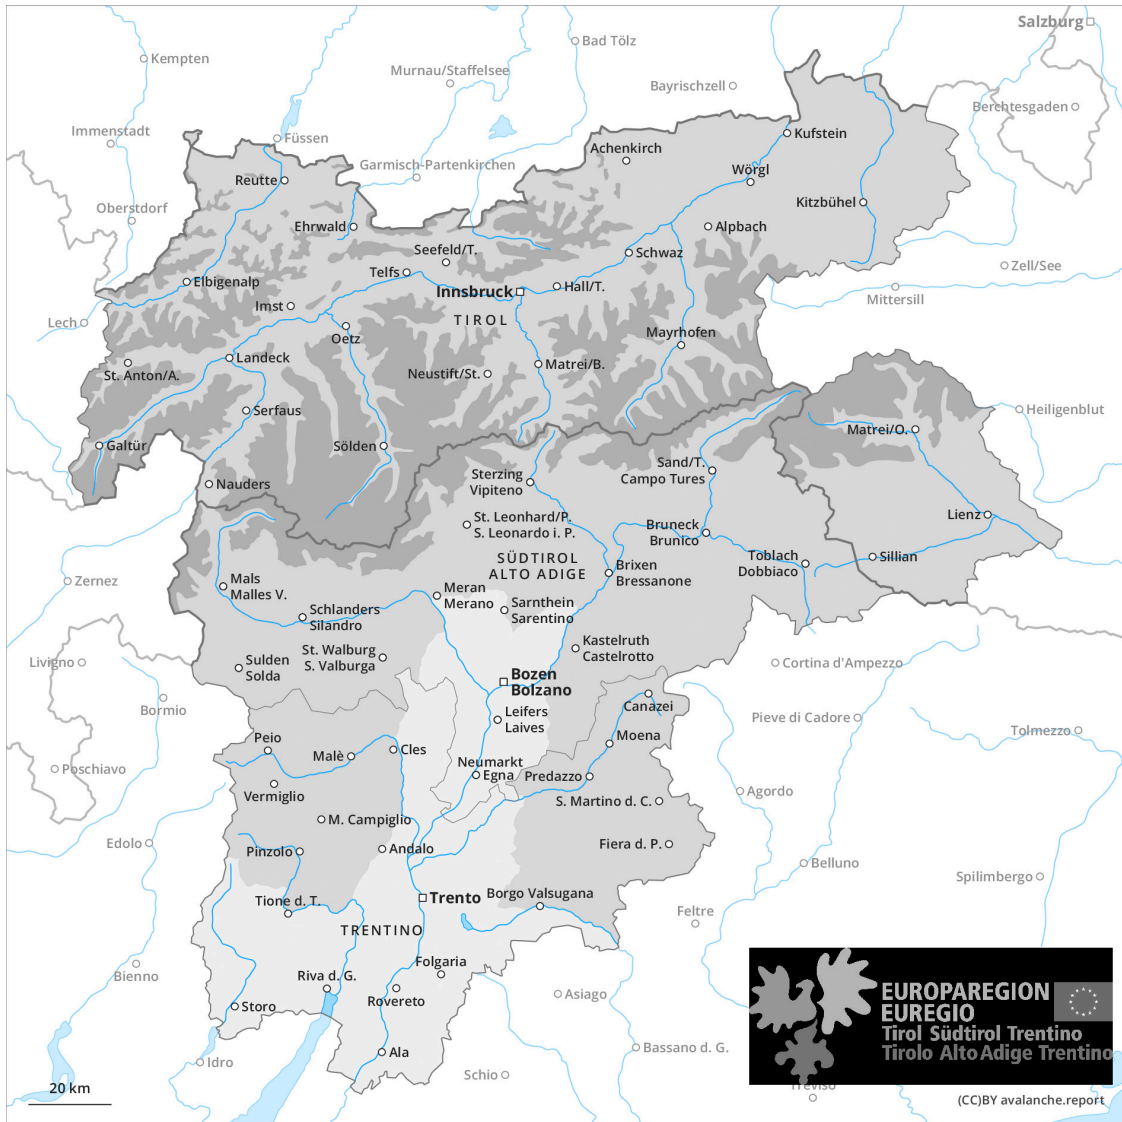 Salzburg
Bad Tölz
Kempten
Murnau/Staffelsee
Bayrischzell
Berchtesgaden
Immenstadt
Füssen
Kufstein
Achenkirch
Garmisch-Partenkirchen
Wörgl
Reutte
Kitzbühel
Oberstdorf
Ehrwald
Alpbach
Seefeld/T.
Schwaz
Telfs
Zell/See
Elbigenalp
Hall/T.
Innsbruck
Mittersill
Imst
Lech
TIROL
Oetz
Mayrhofen
Landeck
Matrei/B.
St. Anton/A.
Neustift/St.
Serfaus
Heiligenblut
Matrei/O.
Galtür
Sölden
Sand/T.
Campo Tures
Sterzing
Vipiteno
Nauders
Lienz
St. Leonhard/P.
S. Leonardo i. P.
Bruneck
Brunico
SÜDTIROL
ALTO ADIGE
Toblach
Dobbiaco
Sillian
Brixen
Bressanone
Zernez
Mals
Malles V.
Meran
Merano
Sarnthein
Sarentino
Schlanders
Silandro
Kastelruth
Castelrotto
St. Walburg
S. Valburga
Livigno
Sulden
Solda
Cortina d'Ampezzo
Bozen
Bolzano
Canazei
Bormio
Leifers
Laives
Pieve di Cadore
Tolmezzo
Moena
Peio
Malè
Cles
Neumarkt
Egna
Predazzo
Poschiavo
Vermiglio
Agordo
S. Martino d. C.
M. Campiglio
Edolo
Pinzolo
Andalo
Fiera d. P.
Belluno
Spilimbergo
Trento
Borgo Valsugana
Tione d. T.
Feltre
TRENTINO
Folgaria
Bienno
Riva d. G.
Rovereto
Asiago
Storo
EUROPAREGION
EUREGIO
Tirol Südtirol Trentino
Tirolo Alto Adige Trentino
Ala
Bassano d. G.
Idro
Schio
20 km
Treviso
(CC)BY avalanche.report